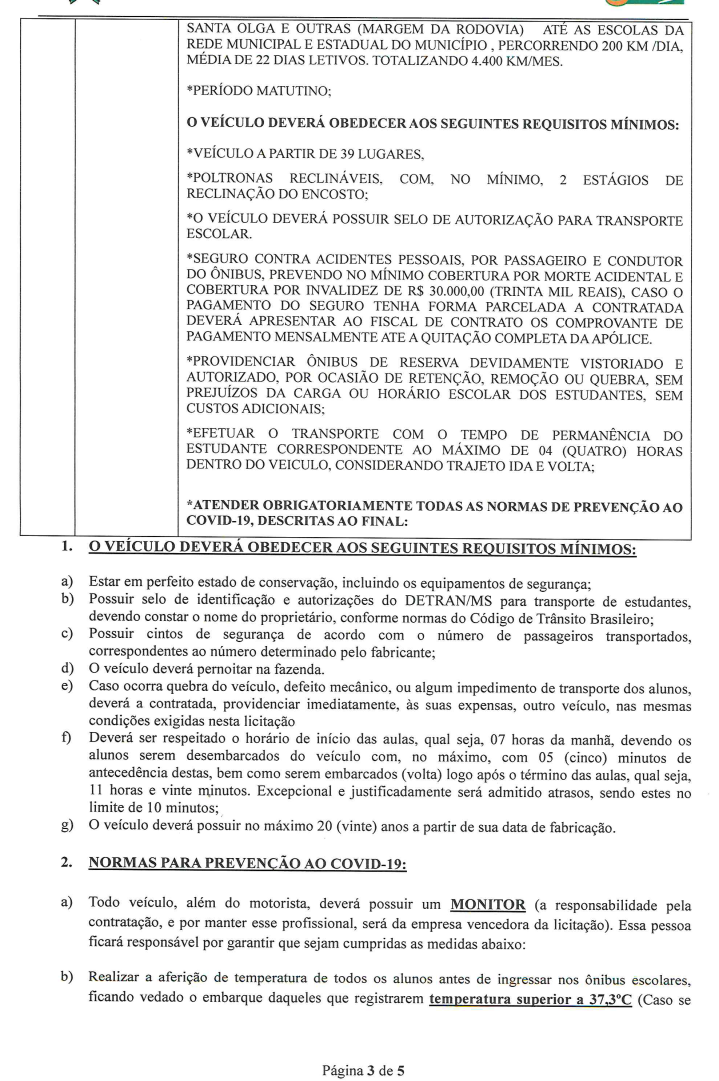 SANTA OLGA E OUTRAS (MARGEM DA RODOVIA) ATÉ AS ESCOLAS DA
REDE MUNICIPAL E ESTADUAL DO MUNICÍPIO , PERCORRENDO 200 KM /DIA,
MÉDIA DE 22 DIAS LETIVOS. TOTALIZANDO 4.400 KM/MES.
*PERÍODO MATUTINO;
O VEÍCULO DEVERÁ OBEDECER AOS SEGUINTES REQUISITOS MÍNIMOS:
*VEÍCULO A PARTIR DE 39 LUGARES,
*POLTRONAS RECLINÁVEIS, COM, NO MÍNIMO, 2 ESTÁGIOS DE
RECLINAÇÃO DO ENCOSTO;
*O VEÍCULO DEVERÁ POSSUIR SELO DE AUTORIZAÇÃO PARA TRANSPORTE
ESCOLAR.
*SEGURO CONTRA ACIDENTES PESSOAIS, POR PASSAGEIRO E CONDUTOR
DO ÔNIBUS, PREVENDO NO MÍNIMO COBERTURA POR MORTE ACIDENTAL E
COBERTURA POR INVALIDEZ DE R$ 30.000,00 (TRINTA MIL REAIS), CASO O
PAGAMENTO DO SEGURO TENHA FORMA PARCELADA A CONTRATADA
DEVERÁ APRESENTAR AO FISCAL DE CONTRATO OS COMPROVANTE DE
PAGAMENTO MENSALMENTE ATE A QUITAÇÃO COMPLETA DA APÓLICE.
*PROVIDENCIAR ÔNIBUS DE RESERVA DEVIDAMENTE VISTORIADO E
AUTORIZADO, POR OCASIÃO DE RETENÇÃO, REMOÇÃO OU QUEBRA, SEM
PREJUÍZOS DA CARGA OU HORÁRIO ESCOLAR DOS ESTUDANTES, SEM
CUSTOS ADICIONAIS;
*EFETUAR O TRANSPORTE COM O TEMPO DE PERMANÊNCIA DO
ESTUDANTE CORRESPONDENTE AO MÁXIMO DE 04 (QUATRO) HORAS
DENTRO DO VEICULO, CONSIDERANDO TRAJETO IDA E VOLTA;
*ATENDER OBRIGATORIAMENTE TODAS AS NORMAS DE PREVENÇÃO AO
COVID-19, DESCRITAS AO FINAL:
1. O VEÍCULO DEVERÁ OBEDECER AOS SEGUINTES REQUISITOS MÍNIMOS:
a) Estar em perfeito estado de conservação, incluindo os equipamentos de segurança;
b) Possuir selo de identificação e autorizações do DETRAN/MS para transporte de estudantes,
devendo constar o nome do proprietário, conforme normas do Código de Trânsito Brasileiro;
c) Possuir cintos de segurança de acordo com o número de passageiros transportados,
correspondentes ao número determinado pelo fabricante;
d) O veículo deverá pernoitar na fazenda.
e) Caso ocorra quebra do veículo, defeito mecânico, ou algum impedimento de transporte dos alunos,
deverá a contratada, providenciar imediatamente, às suas expensas, outro veículo, nas mesmas
condições exigidas nesta licitação
f) Deverá ser respeitado o horário de início das aulas, qual seja, 07 horas da manhã, devendo os
alunos serem desembarcados do veículo com, no máximo, com 05 (cinco) minutos de
antecedência destas, bem como serem embarcados (volta) logo após o término das aulas, qual seja,
11 horas e vinte minutos. Excepcional e justificadamente será admitido atrasos, sendo estes no
limite de 10 minutos;
g) O veículo deverá possuir no máximo 20 (vinte) anos a partir de sua data de fabricação.
2. NORMAS PARA PREVENÇÃO AO COVID-19:
a) Todo veículo, além do motorista, deverá possuir um MONITOR (a responsabilidade pela
contratação, e por manter esse profissional, será da empresa vencedora da licitação). Essa pessoa
ficará responsável por garantir que sejam cumpridas as medidas abaixo:
b) Realizar a aferição de temperatura de todos os alunos antes de ingressar nos ônibus escolares,
ficando vedado o embarque daqueles que registrarem temperatura superior a 37,3ºC (Caso se
Página 3 de 5